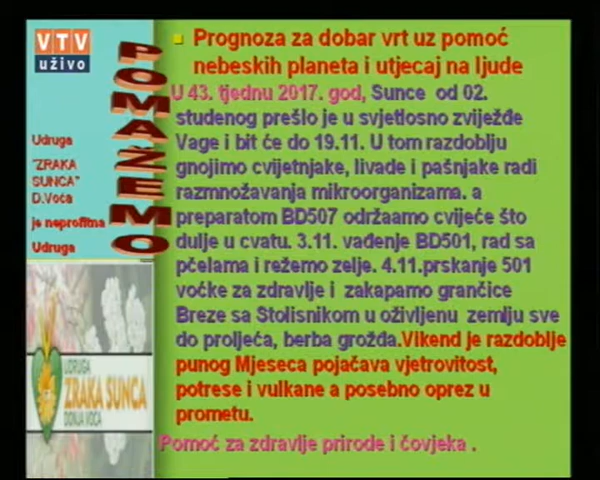 VTV
uživo
POMAŽEMO
Udruga
"ZRAKA
SUNCA"
D.Voća
je neprofitna
Udruga
UDRUGA
ZRAKA SUNCA
DONJA VOĆA
Prognoza za dobar vrt uz pomoć
nebeskih planeta i utjecaj na ljude
U 43. tjednu 2017. god, Sunce od 02.
studenog prešlo je u svjetlosno zviježđe
Vage i bit će do 19.11. U tom razdoblju
gnojimo cvijetnjake, livade i pašnjake radi
razmnožavanja mikroorganizama. a
preparatom BD507 održaamo cvijeće što
dulje u cvatu. 3.11. vađenje BD501, rad sa
pčelama i režemo zelje. 4.11.prskanje 501
voćke za zdravlje i zakapamo grančice
Breze sa Stolisnikom u oživljenu zemlju sve
do proljeća, berba grožđa.Vikend je razdoblje
punog Mjeseca pojačava vjetrovitost,
potrese i vulkane a posebno oprez u
prometu.
Pomoć za zdravlje prirode i čovjeka .